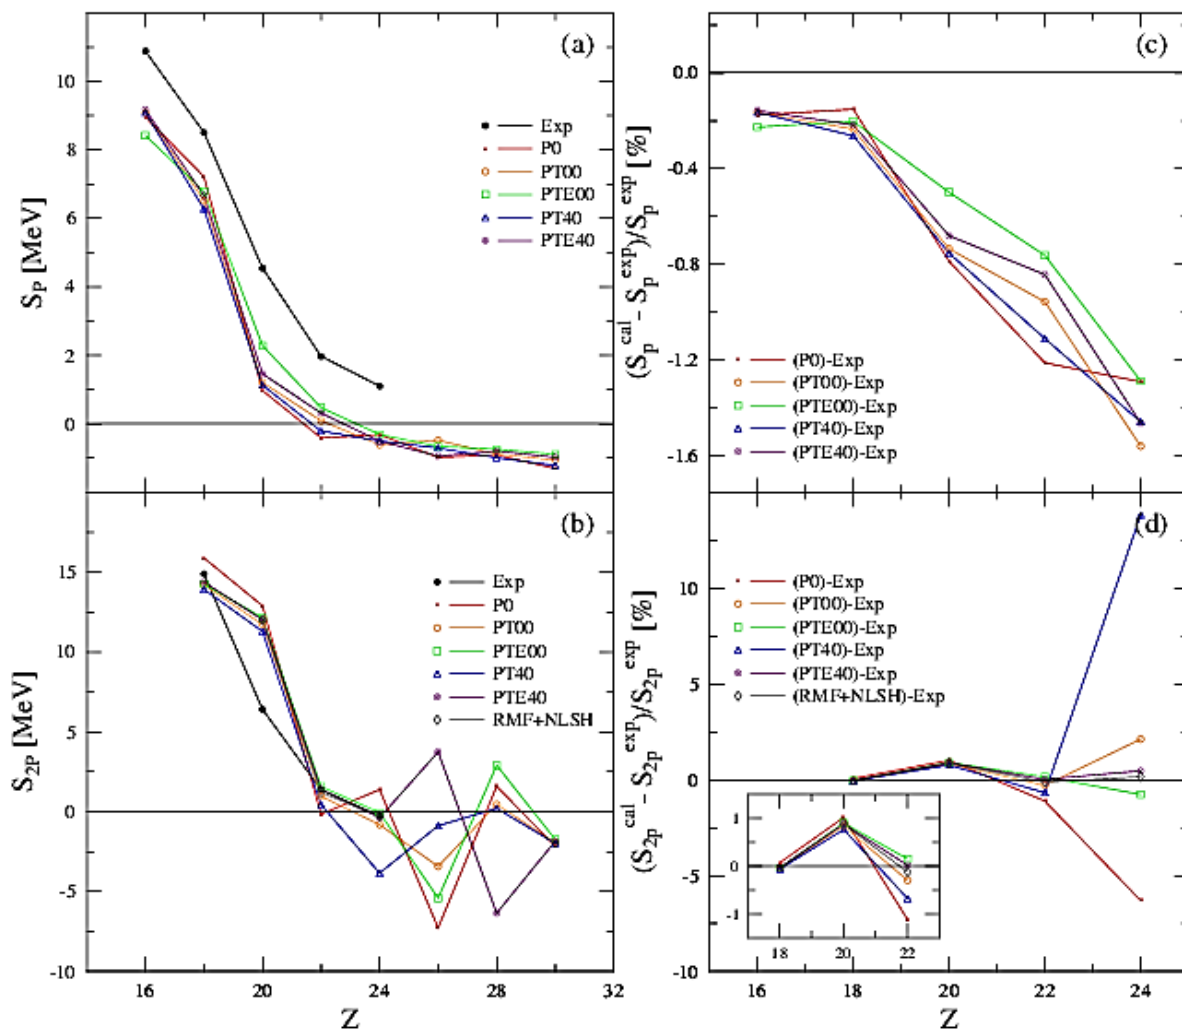 (a)
10
8
6
4
2
0
S_P [MeV]
Exp
P0
PT00
PTE00
PT40
PTE40
(c)
0.0
-0.4
-0.8
-1.2
-1.6
(S_p^cal - S_p^exp)/S_p^exp [%]
(P0)-Exp
(PT00)-Exp
(PTE00)-Exp
(PT40)-Exp
(PTE40)-Exp
(b)
15
10
5
0
-5
-10
S_2P [MeV]
Exp
P0
PT00
PTE00
PT40
PTE40
RMF+NLSH
16 20 24 28 32
Z
(d)
10
5
0
-5
-10
(S_2p^cal - S_2p^exp)/S_2p^exp [%]
(P0)-Exp
(PT00)-Exp
(PTE00)-Exp
(PT40)-Exp
(PTE40)-Exp
(RMF+NLSH)-Exp
1
0
-1
18 20 22
16 18 20 22 24
Z